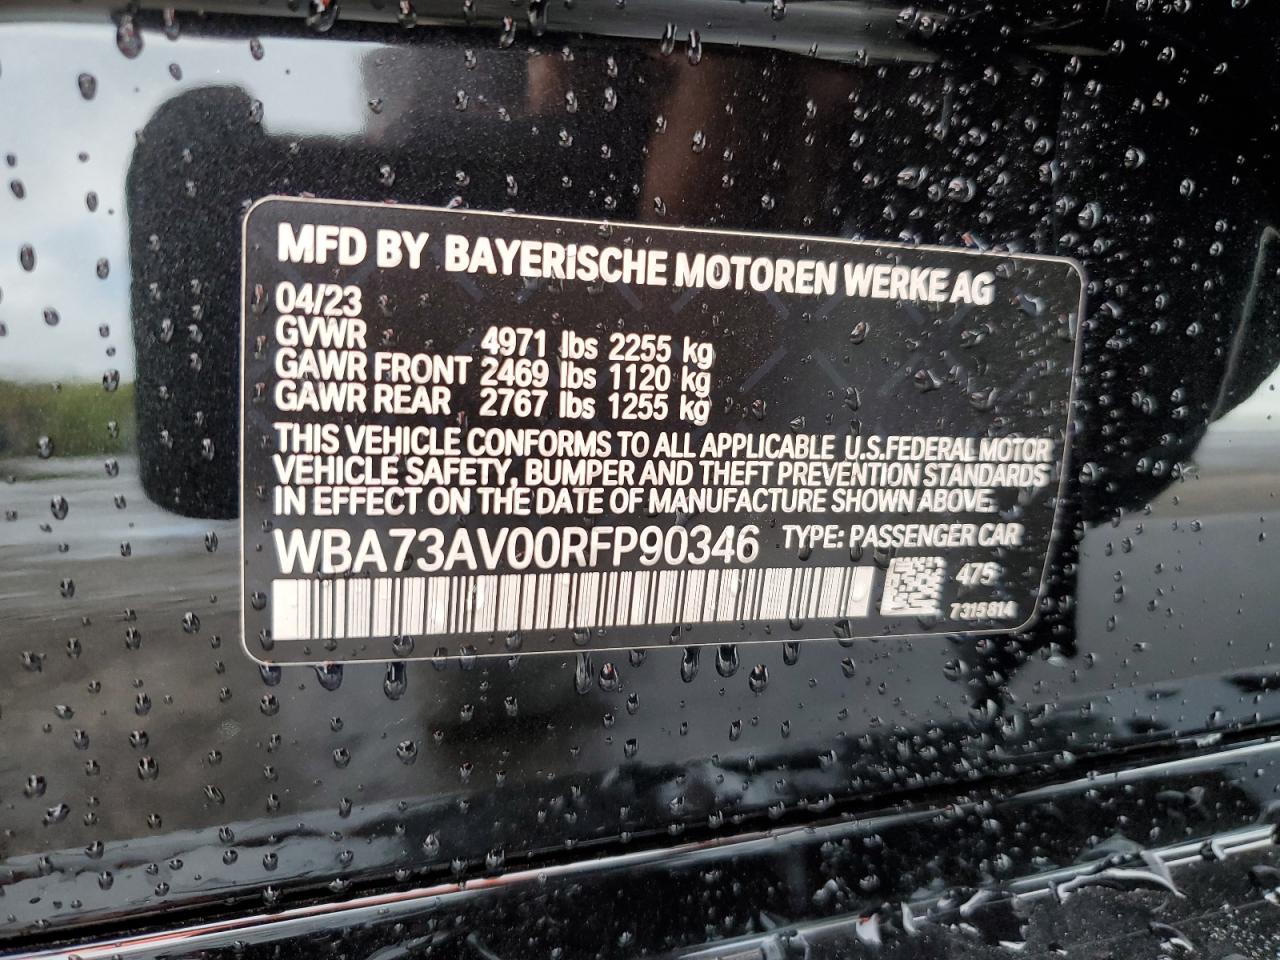 MFD BY BAYERISCHE MOTOREN WERKE AG
04/23
GVWR 4971 lbs 2255 kg
GAWR FRONT 2469 lbs 1120 kg
GAWR REAR 2767 lbs 1255 kg
THIS VEHICLE CONFORMS TO ALL APPLICABLE U.S.FEDERAL MOTOR
VEHICLE SAFETY, BUMPER AND THEFT PREVENTION STANDARDS
IN EFFECT ON THE DATE OF MANUFACTURE SHOWN ABOVE.
WBA73AV00RFP90346 TYPE: PASSENGER CAR
475
7315814